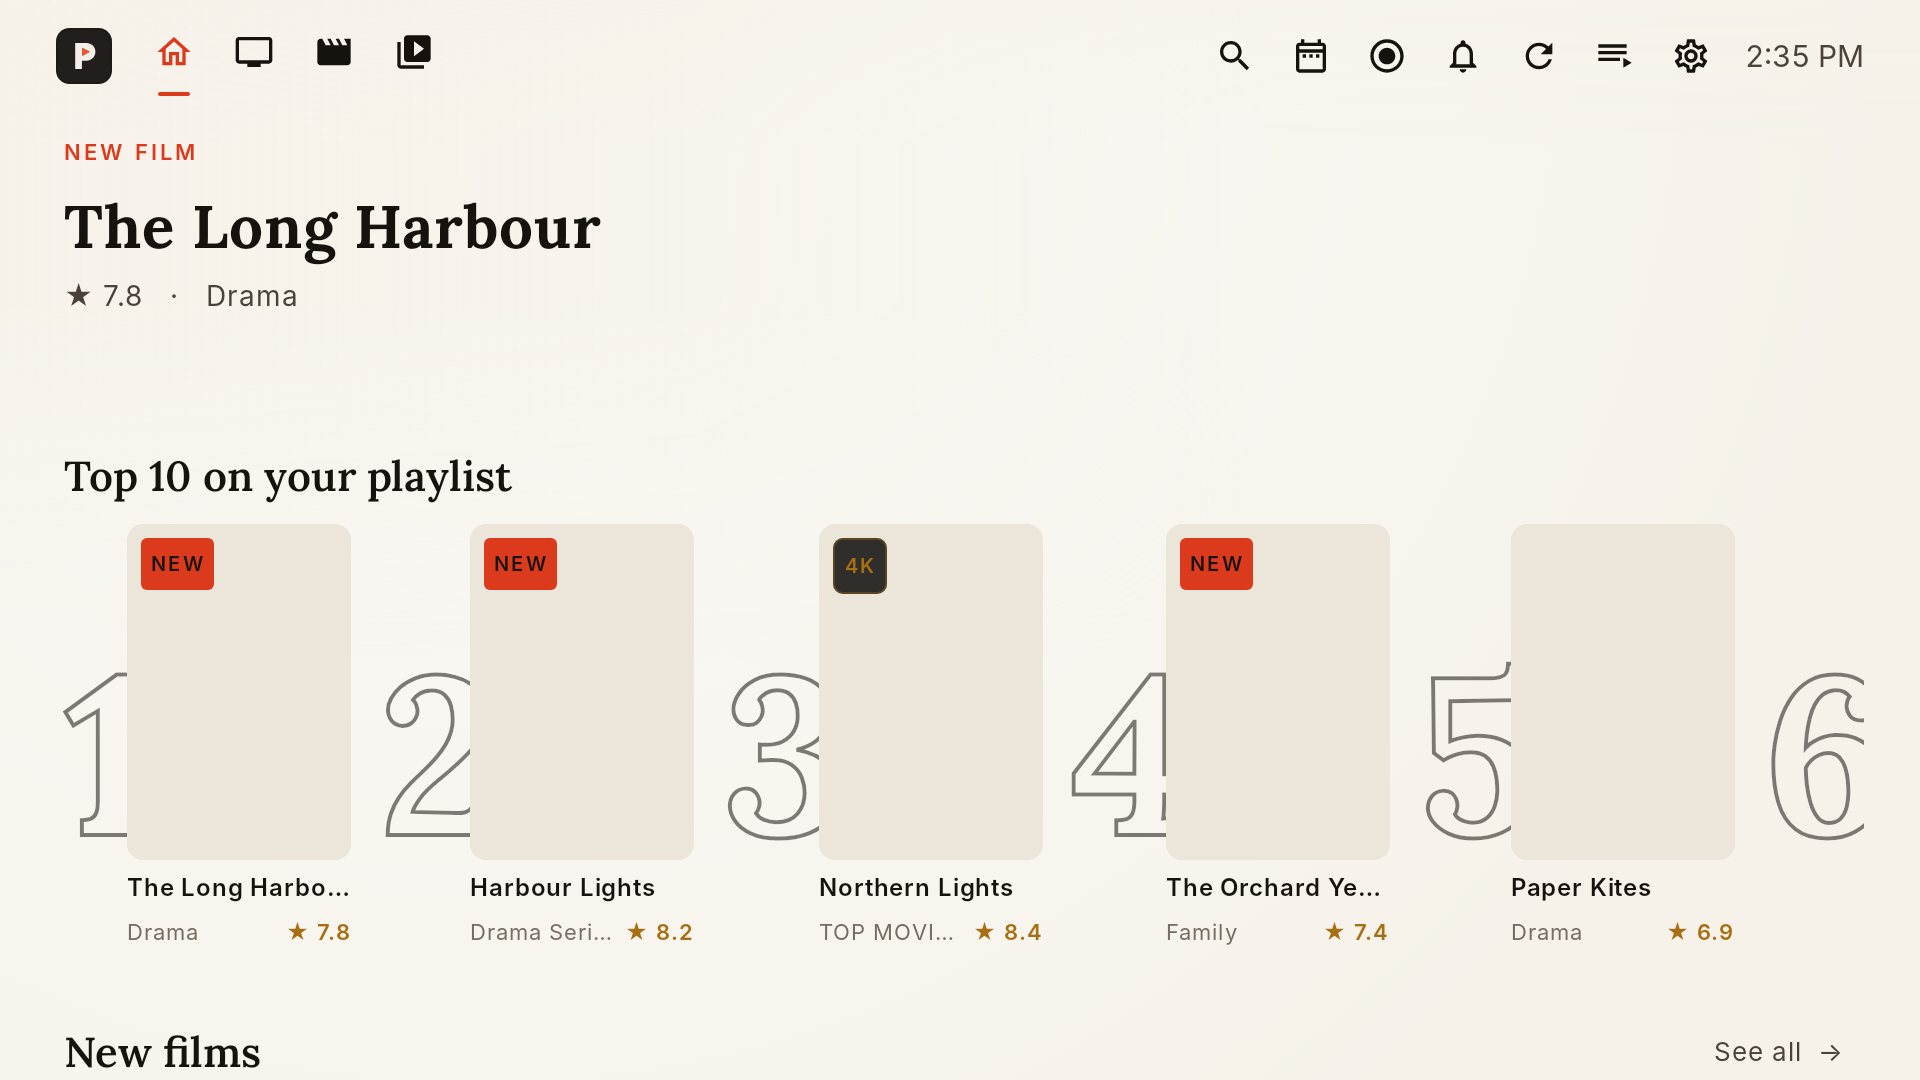 P
2:35 PM
NEW FILM
The Long Harbour
★ 7.8 · Drama
Top 10 on your playlist
NEW
NEW
4K
NEW
1
2
3
4
5
6
The Long Harbo...
Harbour Lights
Northern Lights
The Orchard Ye...
Paper Kites
Drama ★ 7.8
Drama Seri... ★ 8.2
TOP MOVI... ★ 8.4
Family ★ 7.4
Drama ★ 6.9
New films
See all →